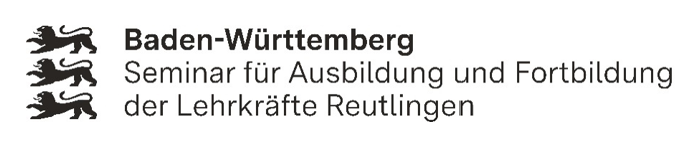 Baden-Württemberg
Seminar für Ausbildung und Fortbildung
der Lehrkräfte Reutlingen